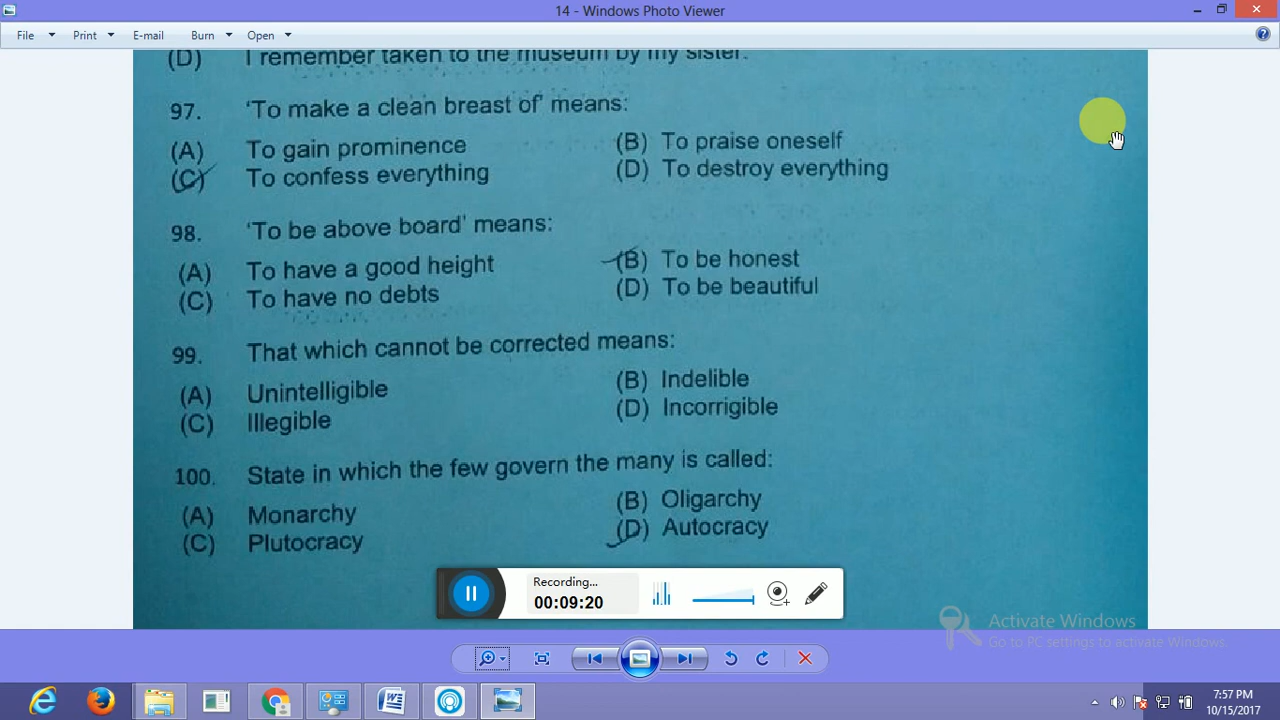 14 - Windows Photo Viewer
File Print E-mail Burn Open
(D) I remember taken to the museum by my sister.
97. 'To make a clean breast of' means:
(A) To gain prominence (B) To praise oneself
(C) To confess everything (D) To destroy everything
98. 'To be above board' means:
(A) To have a good height (B) To be honest
(C) To have no debts (D) To be beautiful
99. That which cannot be corrected means:
(A) Unintelligible (B) Indelible
(C) Illegible (D) Incorrigible
100. State in which the few govern the many is called:
(A) Monarchy (B) Oligarchy
(C) Plutocracy (D) Autocracy
Recording...
00:09:20
Activate Windows
Go to PC settings to activate Windows.
7:57 PM
10/15/2017